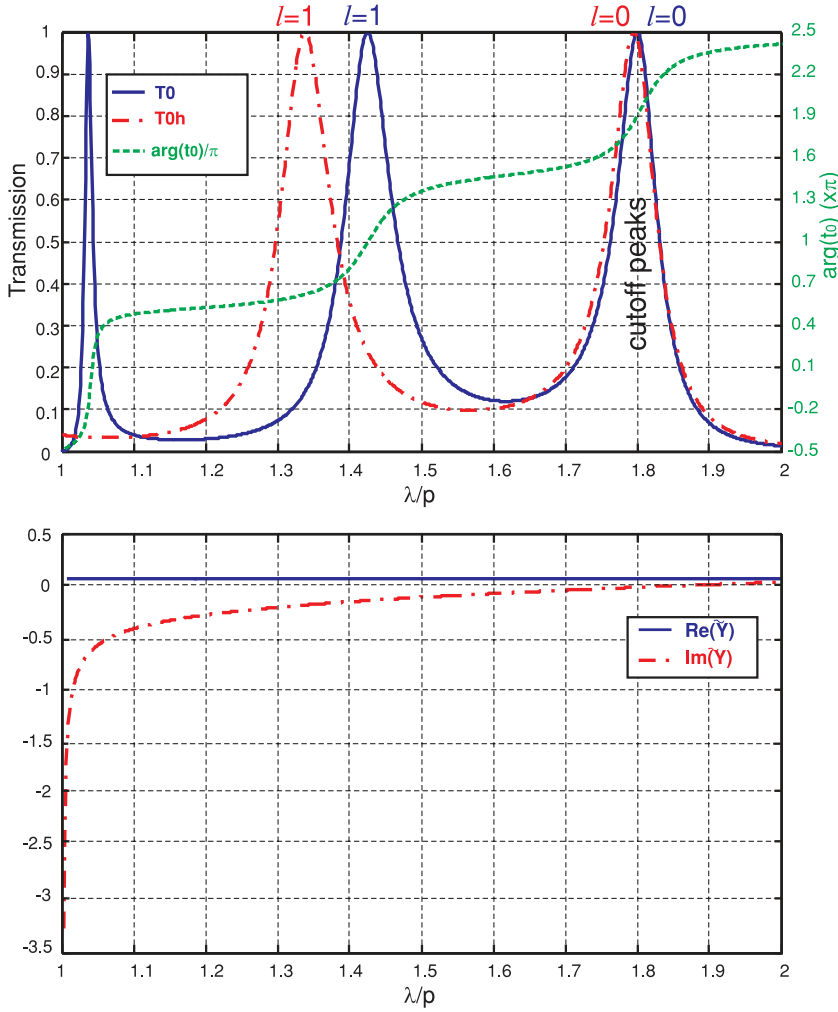 l=1 l=1 l=0 l=0
1
0.9
0.8
0.7
0.6
0.5
0.4
0.3
0.2
0.1
0
Transmission
T0
T0h
arg(t0)/π
cutoff peaks
2.5
2.2
1.9
1.6
1.3
1
0.7
0.4
0.1
-0.2
-0.5
arg(t0) (xπ)
1 1.1 1.2 1.3 1.4 1.5 1.6 1.7 1.8 1.9 2
λ/p
0.5
0
-0.5
-1
-1.5
-2
-2.5
-3
-3.5
Re(Ỹ)
Im(Ỹ)
1 1.1 1.2 1.3 1.4 1.5 1.6 1.7 1.8 1.9 2
λ/p